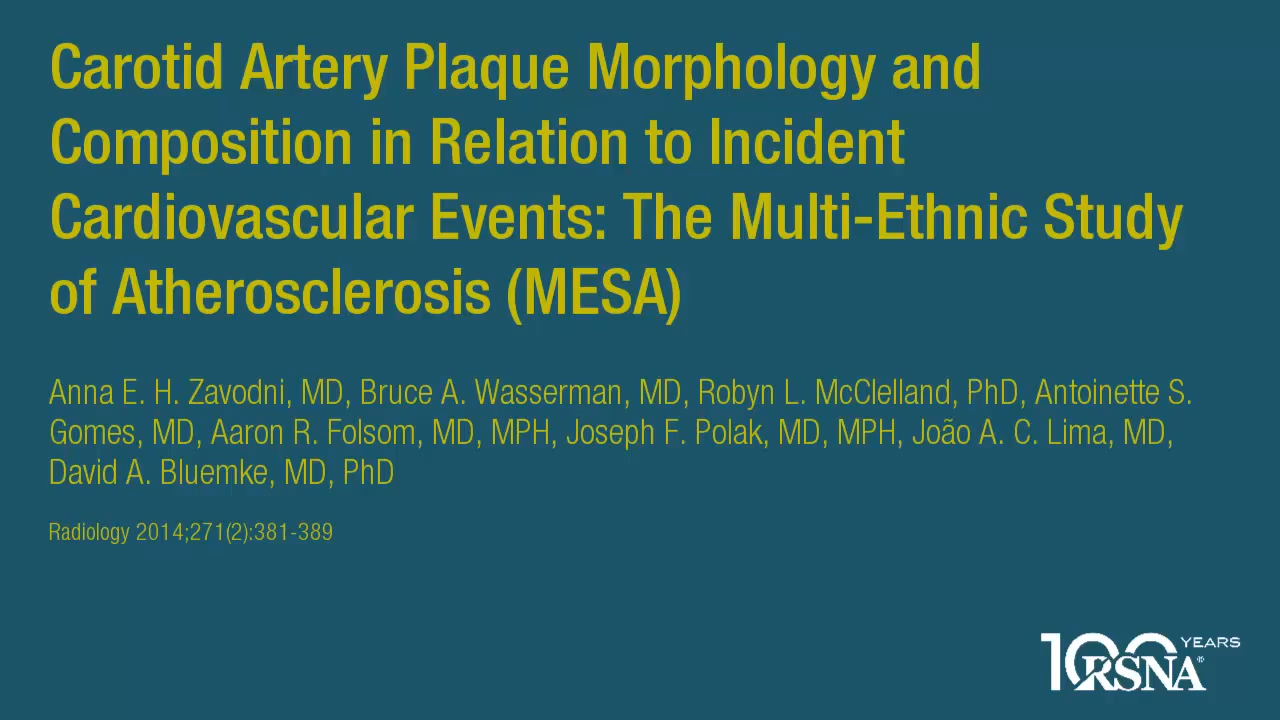 Carotid Artery Plaque Morphology and
Composition in Relation to Incident
Cardiovascular Events: The Multi-Ethnic Study
of Atherosclerosis (MESA)
Anna E. H. Zavodni, MD, Bruce A. Wasserman, MD, Robyn L. McClelland, PhD, Antoinette S.
Gomes, MD, Aaron R. Folsom, MD, MPH, Joseph F. Polak, MD, MPH, João A. C. Lima, MD,
David A. Bluemke, MD, PhD
Radiology 2014;271(2):381-389
100 YEARS
RSNA®